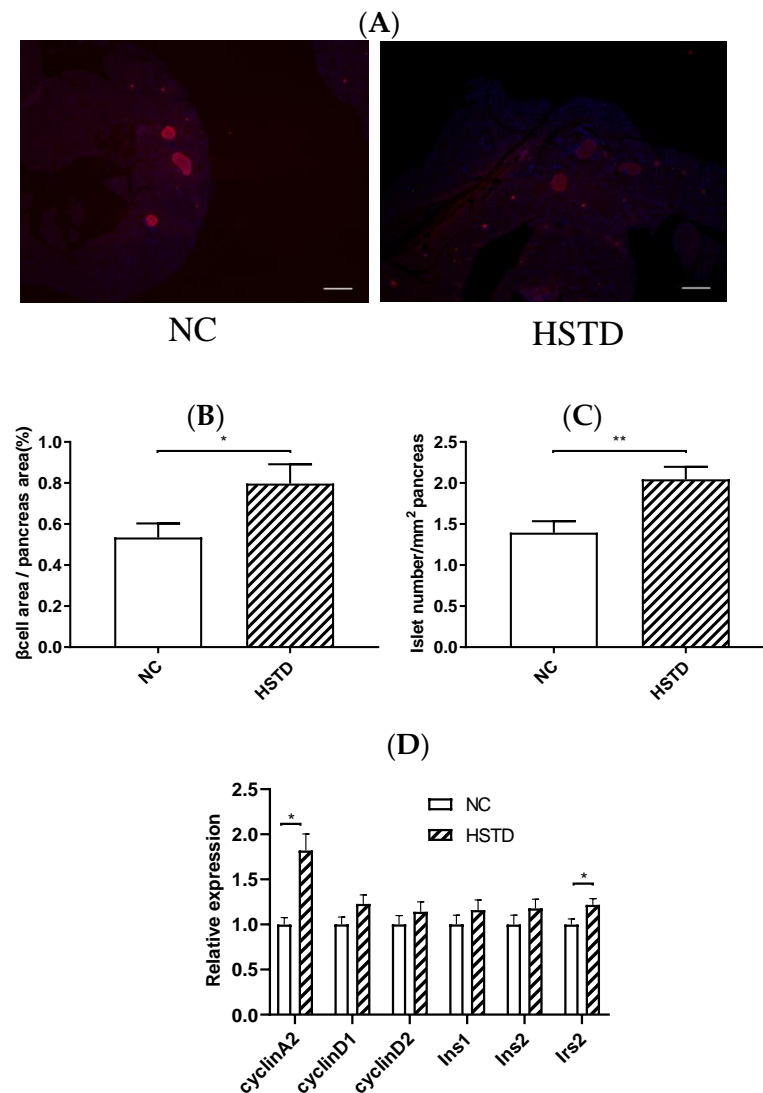 (A)
NC
HSTD
(B)
*
1.0
0.8
0.6
0.4
0.2
0.0
βcell area / pancreas area(%)
NC
HSTD
(C)
**
2.5
2.0
1.5
1.0
0.5
0.0
Islet number/mm² pancreas
NC
HSTD
(D)
2.5
2.0
1.5
1.0
0.5
0.0
Relative expression
NC
HSTD
*
*
cyclinA2
cyclinD1
cyclinD2
Ins1
Ins2
Irs2